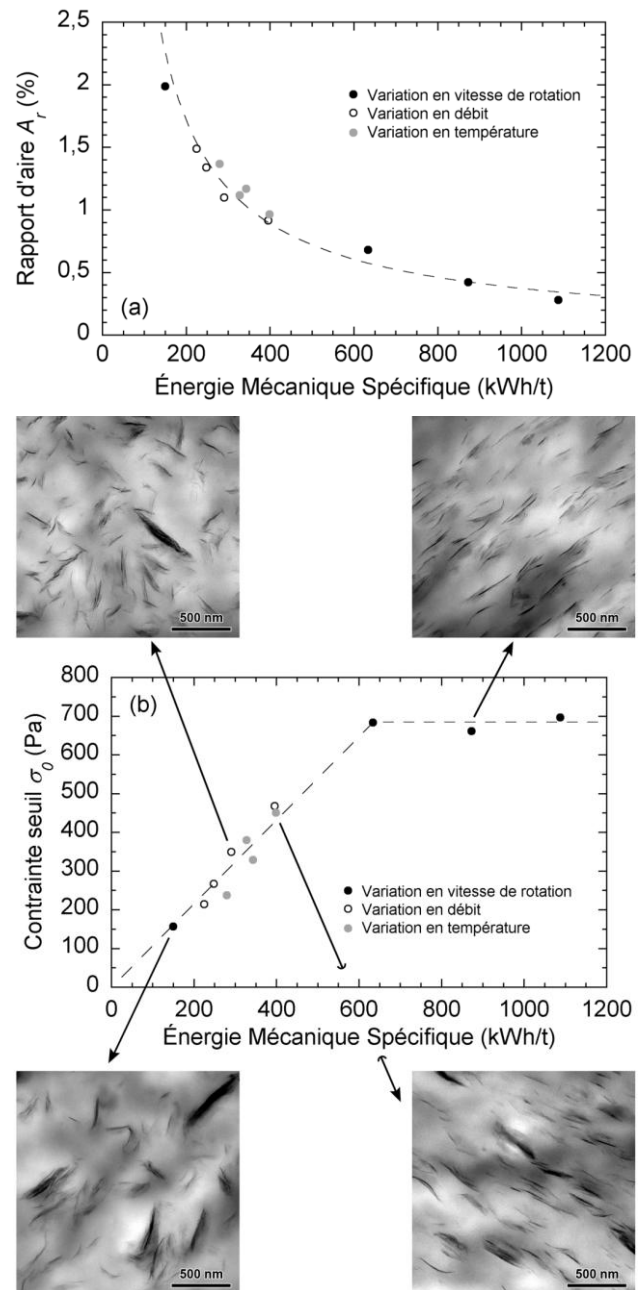 2,5
2
1,5
1
0,5
0
Rapport d'aire A_r (%)
Variation en vitesse de rotation
Variation en débit
Variation en température
(a)
0 200 400 600 800 1000 1200
Énergie Mécanique Spécifique (kWh/t)
500 nm
500 nm
800
700
600
500
400
300
200
100
0
Contrainte seuil σ_0 (Pa)
(b)
Variation en vitesse de rotation
Variation en débit
Variation en température
0 200 400 600 800 1000 1200
Énergie Mécanique Spécifique (kWh/t)
500 nm
500 nm